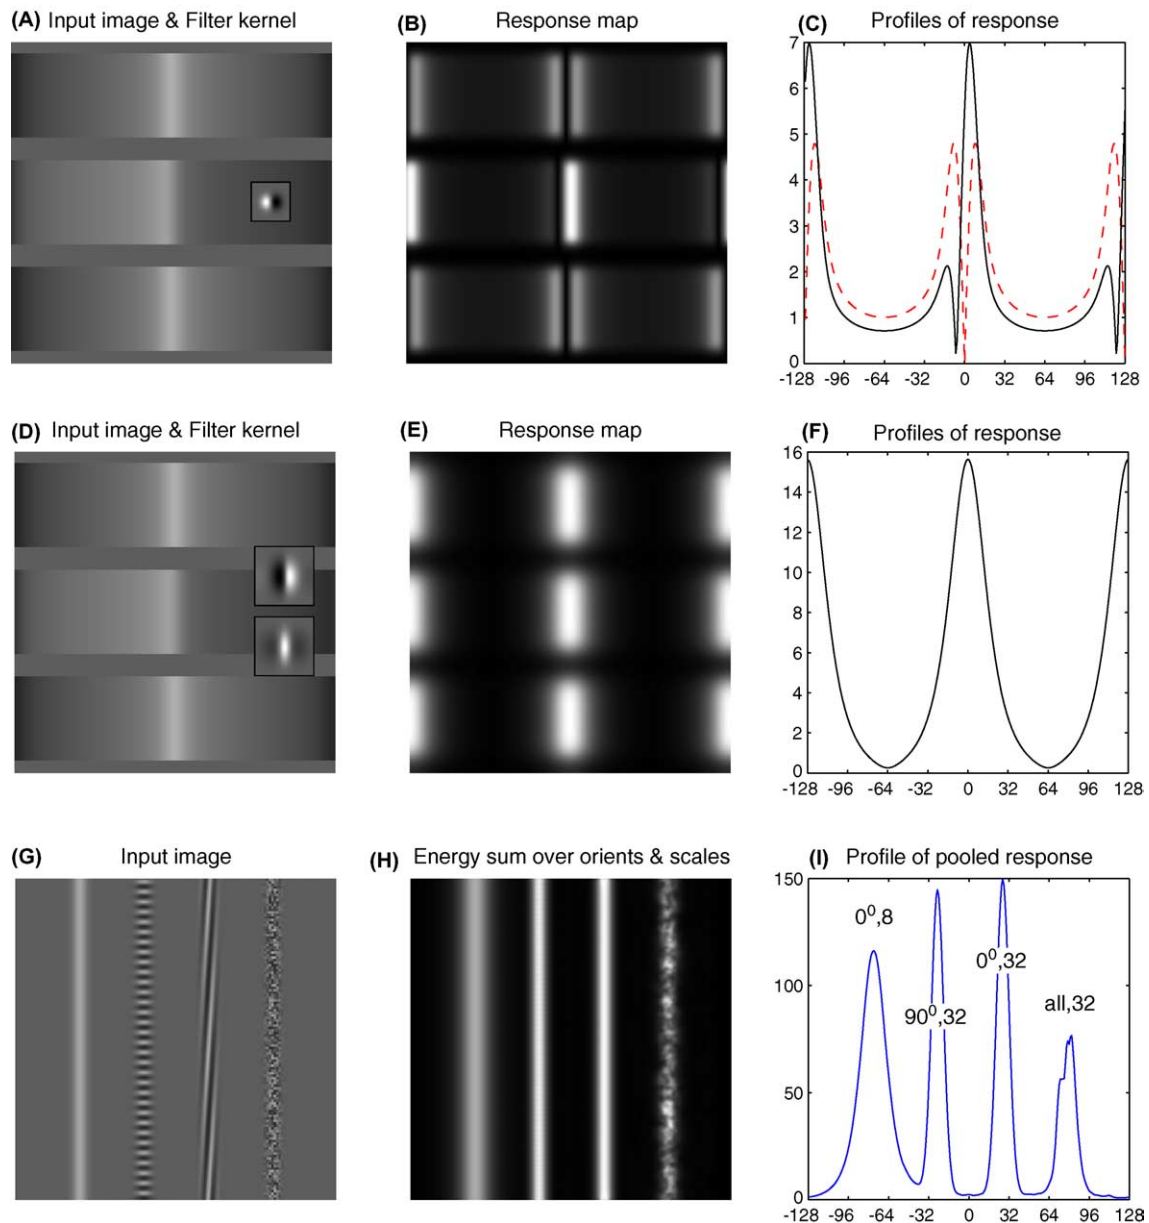 (A) Input image & Filter kernel
(B) Response map
(C) Profiles of response
7
6
5
4
3
2
1
0
-128 -96 -64 -32 0 32 64 96 128
(D) Input image & Filter kernel
(E) Response map
(F) Profiles of response
16
14
12
10
8
6
4
2
0
-128 -96 -64 -32 0 32 64 96 128
(G) Input image
(H) Energy sum over orients & scales
(I) Profile of pooled response
150
100
50
0
0⁰,8
90⁰,32
0⁰,32
all,32
-128 -96 -64 -32 0 32 64 96 128